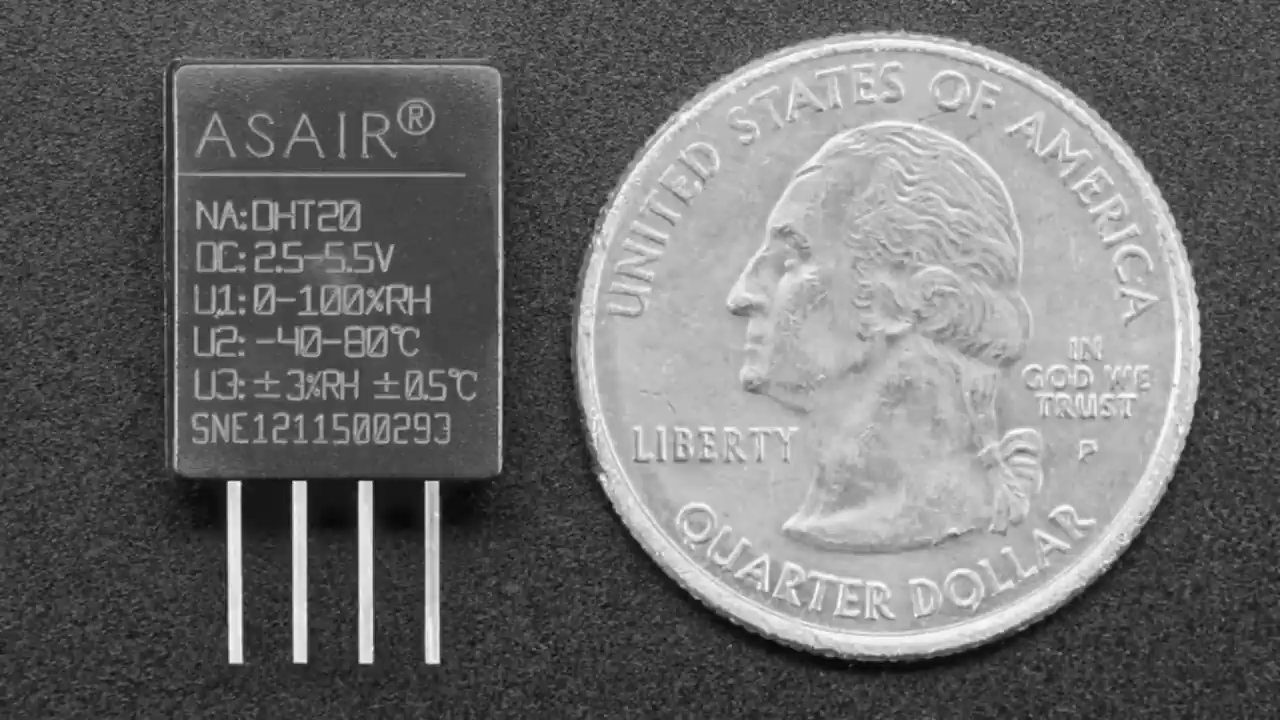 ASAIR®
NA:DHT20
DC:2.5-5.5V
U1:0-100%RH
U2:-40-80℃
U3:±3%RH ±0.5℃
SNE1211500293
UNITED STATES OF AMERICA
IN
GOD WE
TRUST
LIBERTY
P
QUARTER DOLLAR